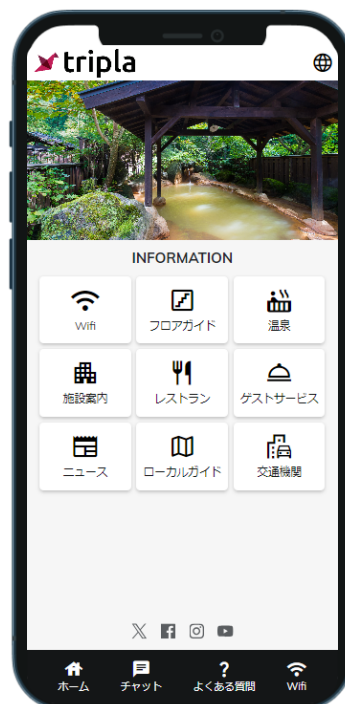 tripla
INFORMATION
Wifi
フロアガイド
温泉
施設案内
レストラン
ゲストサービス
ニュース
ローカルガイド
交通機関
ホーム
チャット
よくある質問
Wifi